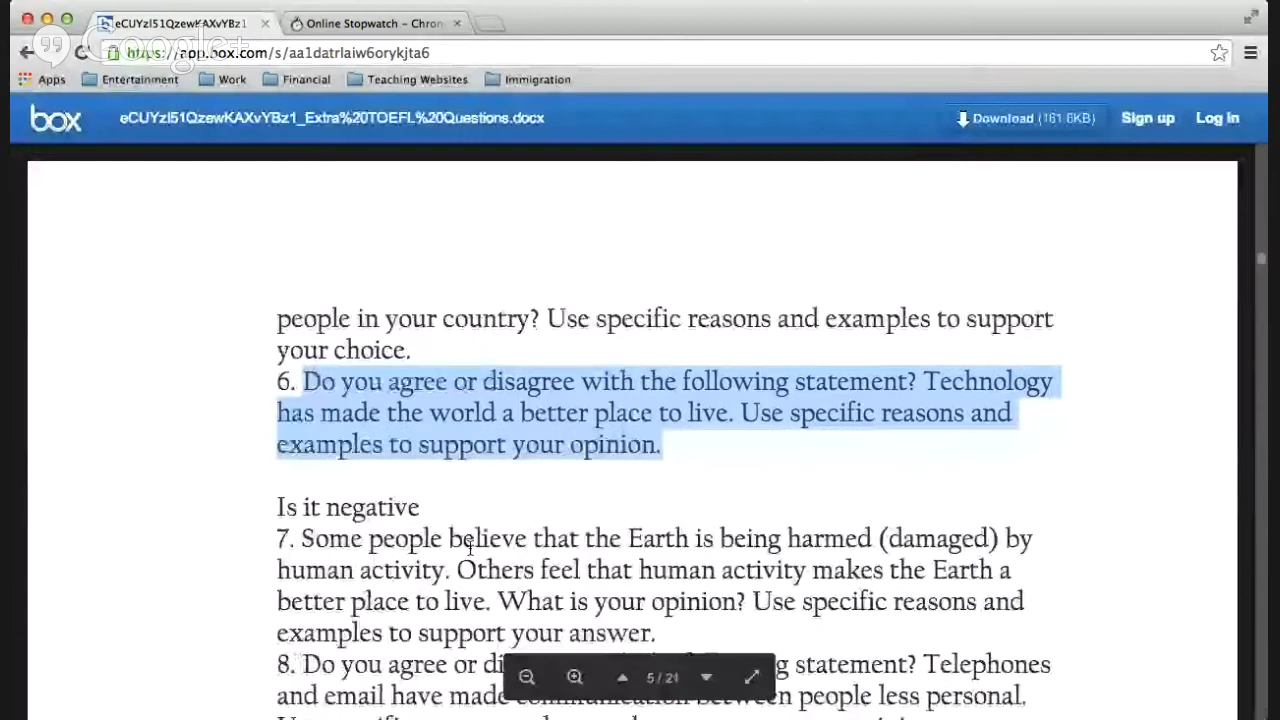 eCUYzI51QzewKAXvYBz1
Online Stopwatch – Chron
Google+
https://app.box.com/s/aa1datrlaiw6orykjta6
Apps Entertainment Work Financial Teaching Websites Immigration
box eCUYzI51QzewKAXvYBz1_Extra%20TOEFL%20Questions.docx Download (161.6KB) Sign up Log In
people in your country? Use specific reasons and examples to support
your choice.
6. Do you agree or disagree with the following statement? Technology
has made the world a better place to live. Use specific reasons and
examples to support your opinion.
Is it negative
7. Some people believe that the Earth is being harmed (damaged) by
human activity. Others feel that human activity makes the Earth a
better place to live. What is your opinion? Use specific reasons and
examples to support your answer.
8. Do you agree or di g statement? Telephones
5 / 21
and email have made communication between people less personal.